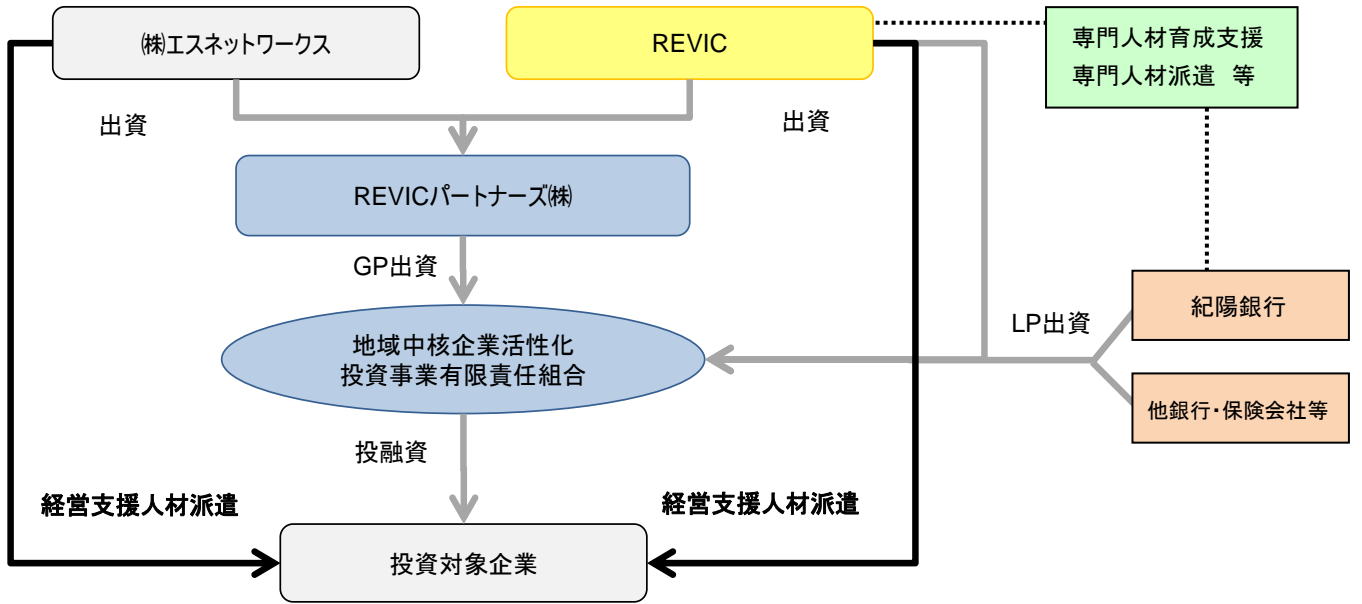 ㈱エスネットワークス
REVIC
専門人材育成支援
専門人材派遣 等
出資
出資
REVICパートナーズ㈱
GP出資
紀陽銀行
LP出資
地域中核企業活性化
投資事業有限責任組合
他銀行・保険会社等
投融資
経営支援人材派遣
経営支援人材派遣
投資対象企業